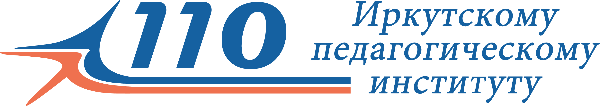 110
Иркутскому
педагогическому
институту